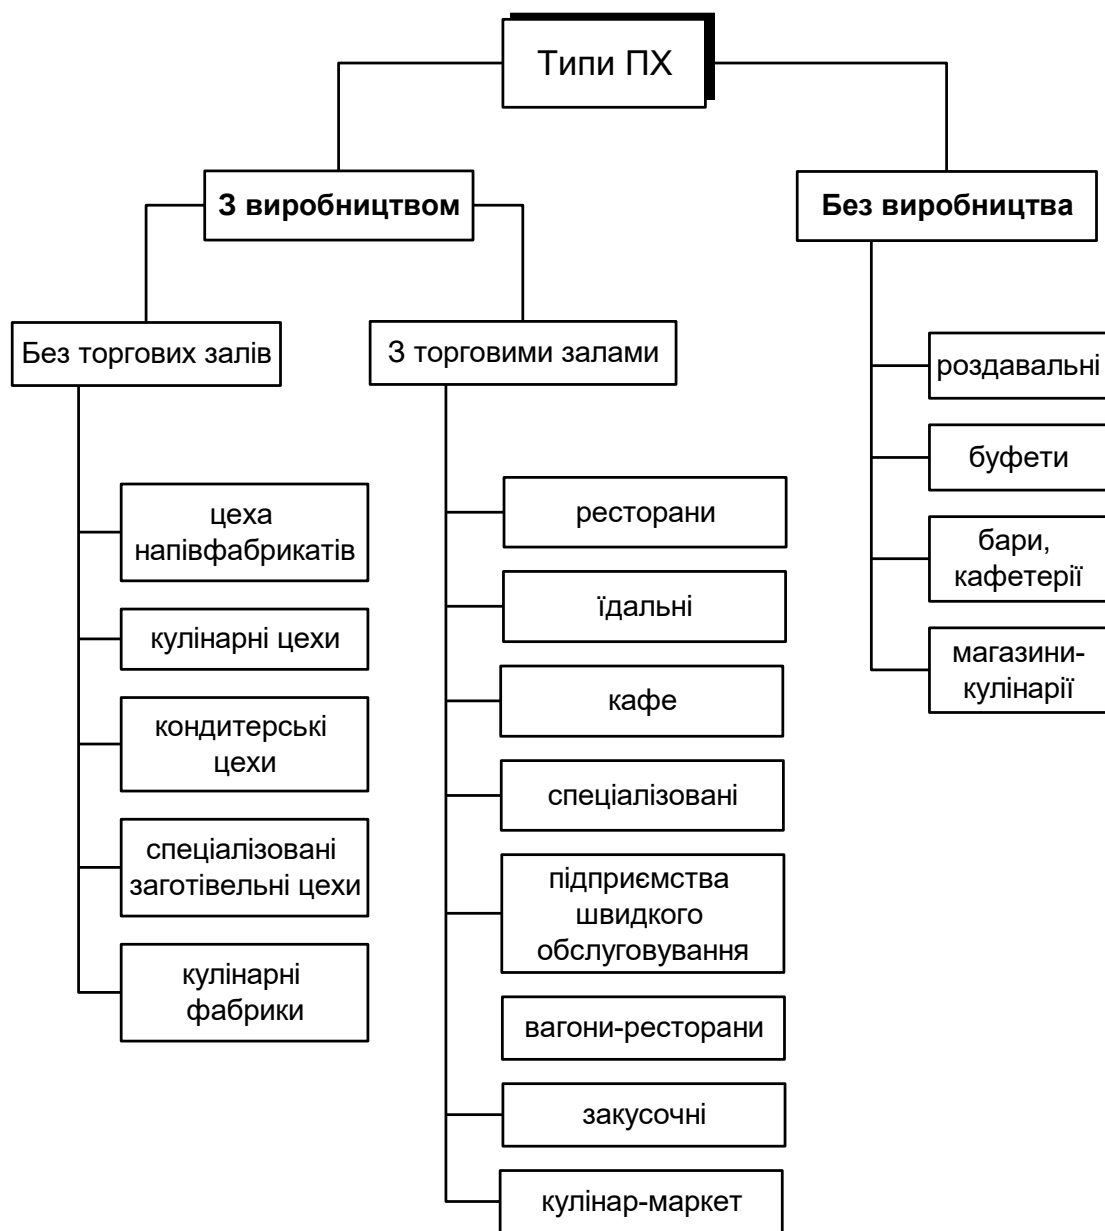 Типи ПХ
З виробництвом
Без виробництва
Без торгових залів
З торговими залами
цеха
напівфабрикатів
кулінарні цехи
кондитерські
цехи
спеціалізовані
заготівельні цехи
кулінарні
фабрики
ресторани
їдальні
кафе
спеціалізовані
підприємства
швидкого
обслуговування
вагони-ресторани
закусочні
кулінар-маркет
роздавальні
буфети
бари,
кафетерії
магазини-
кулінарії